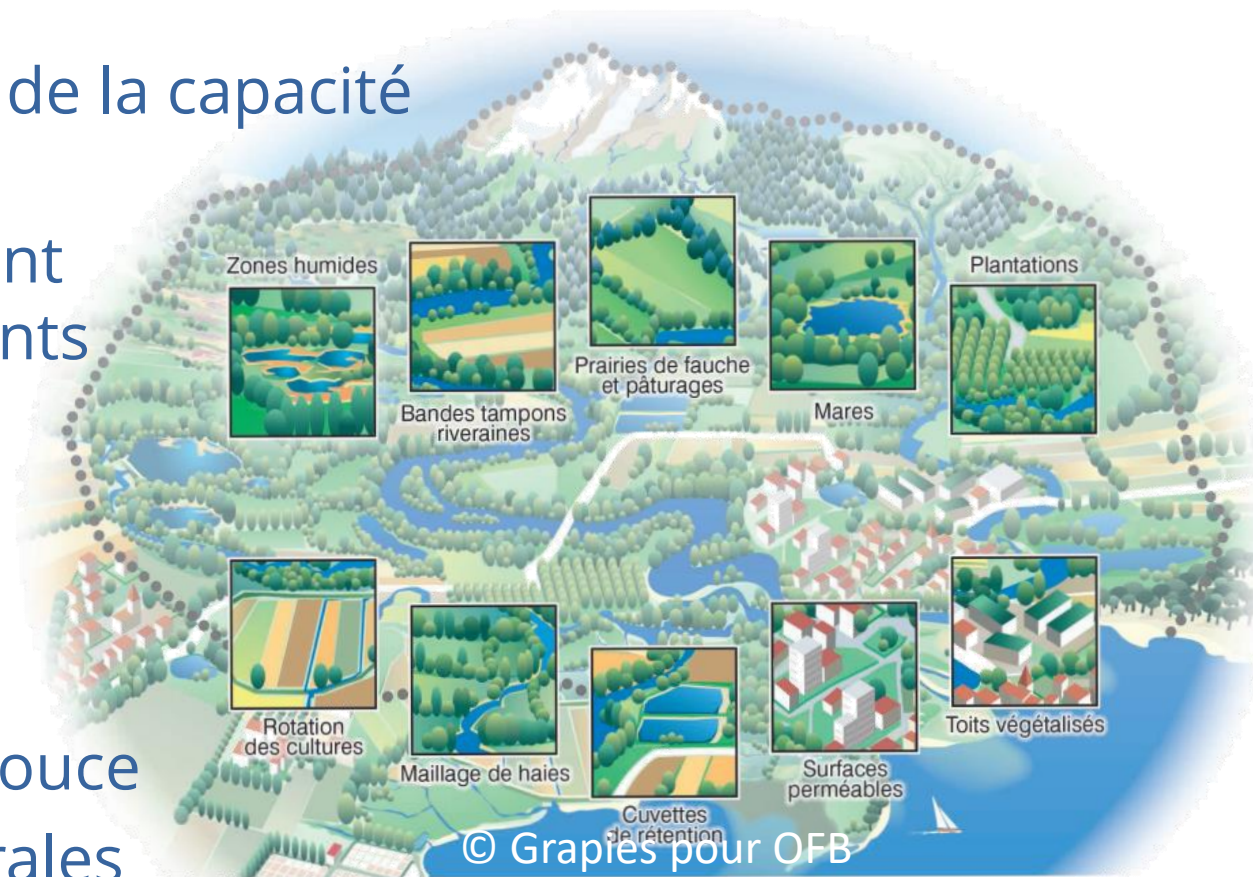 de la capacité
nt
nts
Zones humides
Bandes tampons
riveraines
Prairies de fauche
et pâturages
Mares
Plantations
Rotation
des cultures
Maillage de haies
Cuvettes
de rétention
Surfaces
perméables
Toits végétalisés
ouce
rales
© Grapies pour OFB